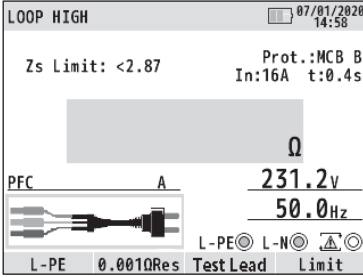 LOOP HIGH 07/01/2020
14:58
Zs Limit: <2.87 Prot.:MCB B
In:16A t:0.4s
Ω
PFC A 231.2V
50.0Hz
L-PE L-N
L-PE 0.001ΩRes Test Lead Limit